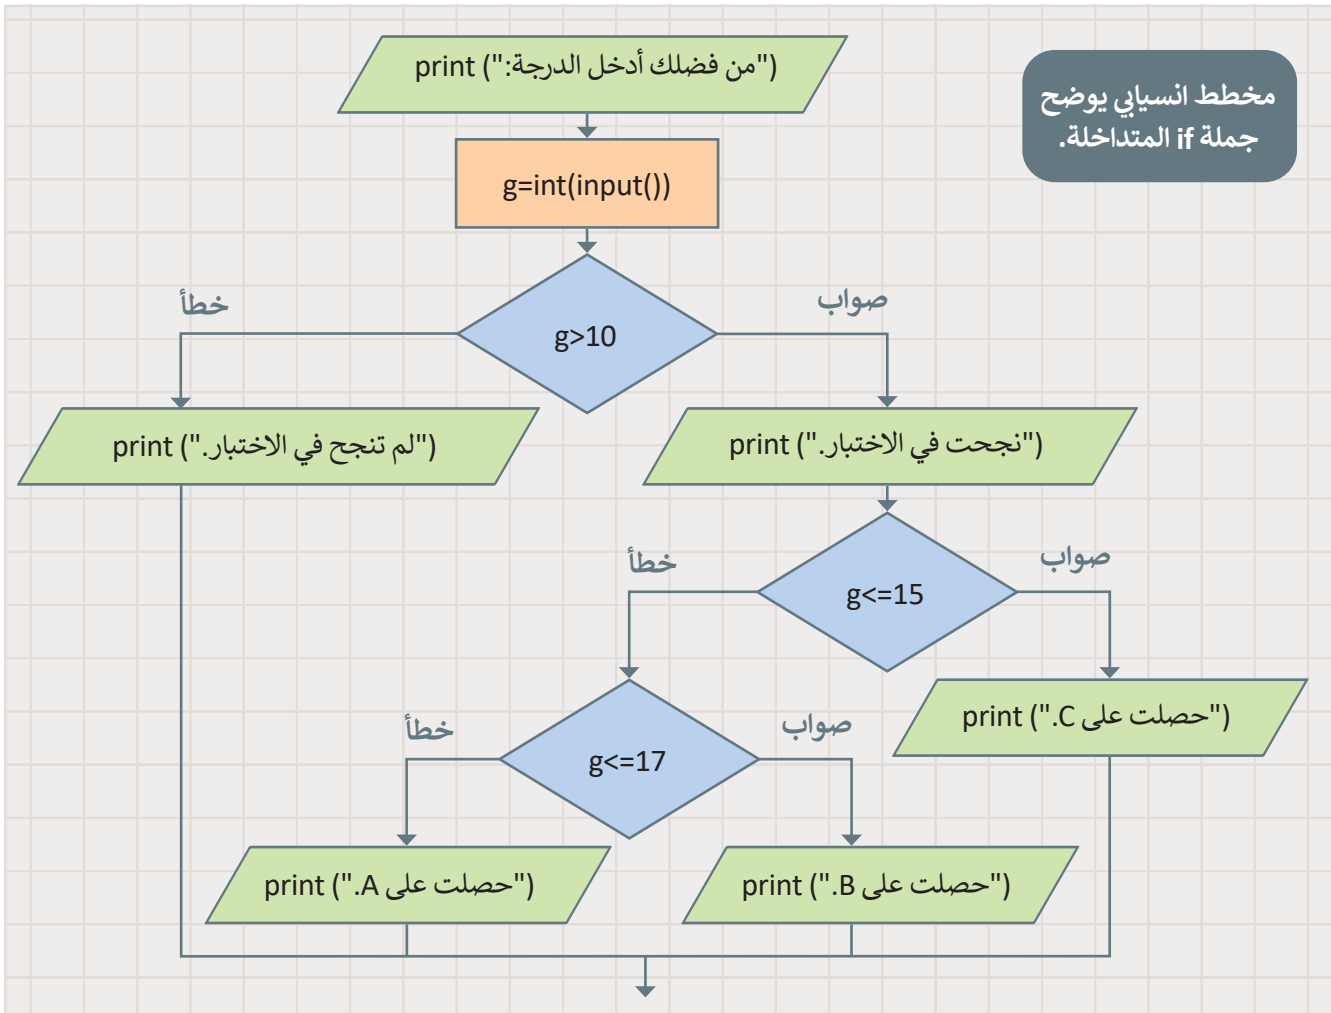 مخطط انسيابي يوضح
جملة if المتداخلة.
print ("من فضلك أدخل الدرجة:")
g=int(input())
g>10
صواب
خطأ
print ("نجحت في الاختبار.")
print ("لم تنجح في الاختبار.")
g<=15
صواب
خطأ
print ("حصلت على C.")
g<=17
صواب
خطأ
print ("حصلت على B.")
print ("حصلت على A.")